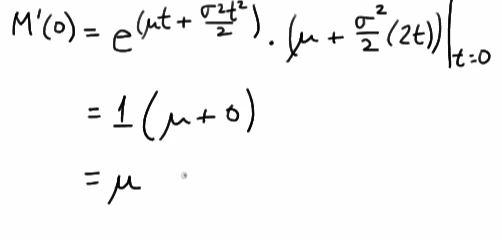 M'(0) = e^(μt + σ²t²/2) · (μ + σ²/2 (2t)) |t=0
= 1 (μ + 0)
= μ